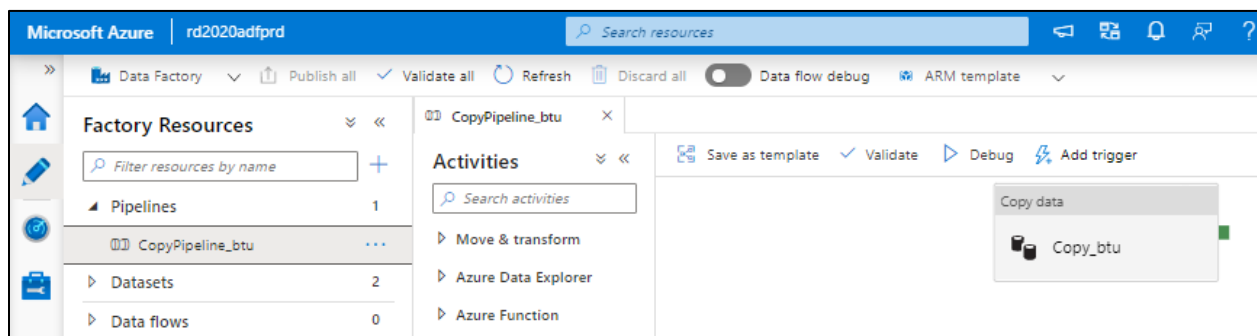 Microsoft Azure rd2020adfprd Search resources ?
Data Factory Publish all Validate all Refresh Discard all Data flow debug ARM template
Factory Resources
Filter resources by name
Pipelines 1
CopyPipeline_btu
Datasets 2
Data flows 0
CopyPipeline_btu
Activities
Search activities
Move & transform
Azure Data Explorer
Azure Function
Save as template Validate Debug Add trigger
Copy data
Copy_btu